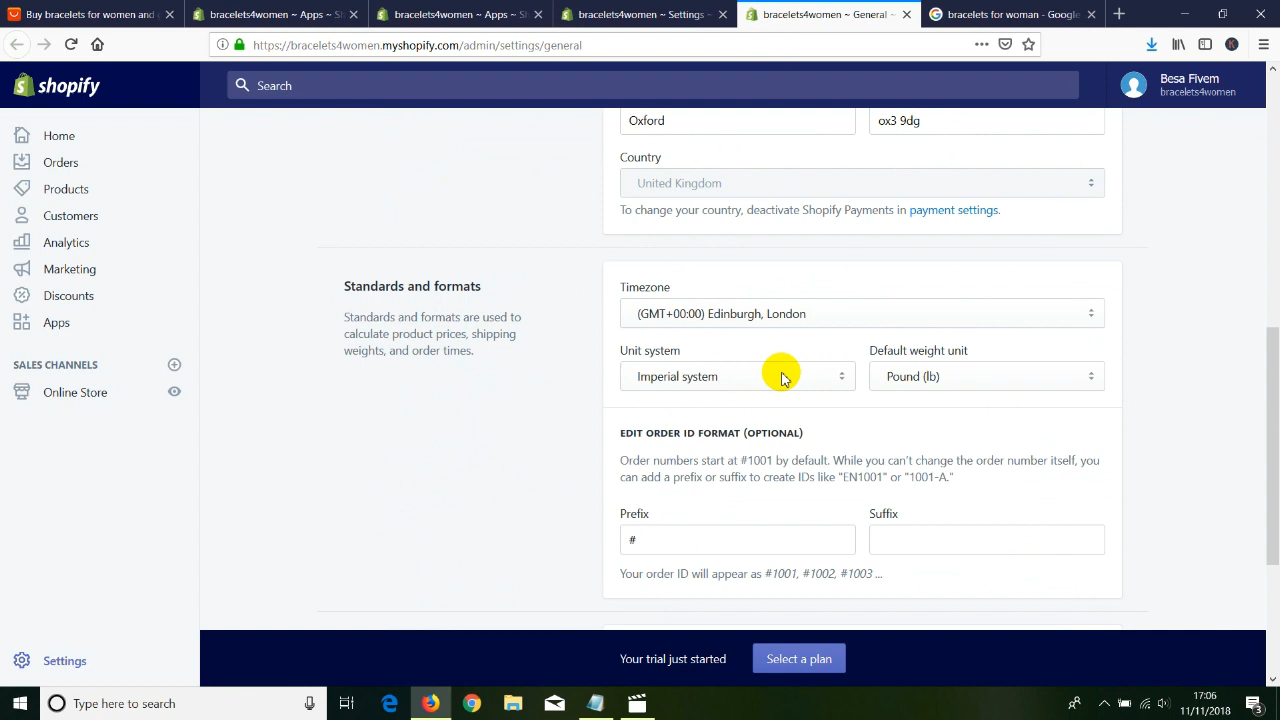 Buy bracelets for women and
bracelets4women ~ Apps ~ Sh
bracelets4women ~ Apps ~ Sh
bracelets4women ~ Settings ~
bracelets4women ~ General ~
bracelets for woman - Google
https://bracelets4women.myshopify.com/admin/settings/general
shopify
Search
Besa Fivem
bracelets4women
Home
Orders
Products
Customers
Analytics
Marketing
Discounts
Apps
SALES CHANNELS
Online Store
Settings
Oxford
ox3 9dg
Country
United Kingdom
To change your country, deactivate Shopify Payments in payment settings.
Standards and formats
Standards and formats are used to
calculate product prices, shipping
weights, and order times.
Timezone
(GMT+00:00) Edinburgh, London
Unit system
Default weight unit
Imperial system
Pound (lb)
EDIT ORDER ID FORMAT (OPTIONAL)
Order numbers start at #1001 by default. While you can't change the order number itself, you
can add a prefix or suffix to create IDs like "EN1001" or "1001-A."
Prefix
Suffix
#
Your order ID will appear as #1001, #1002, #1003 ...
Your trial just started
Select a plan
Type here to search
17:06
11/11/2018
3